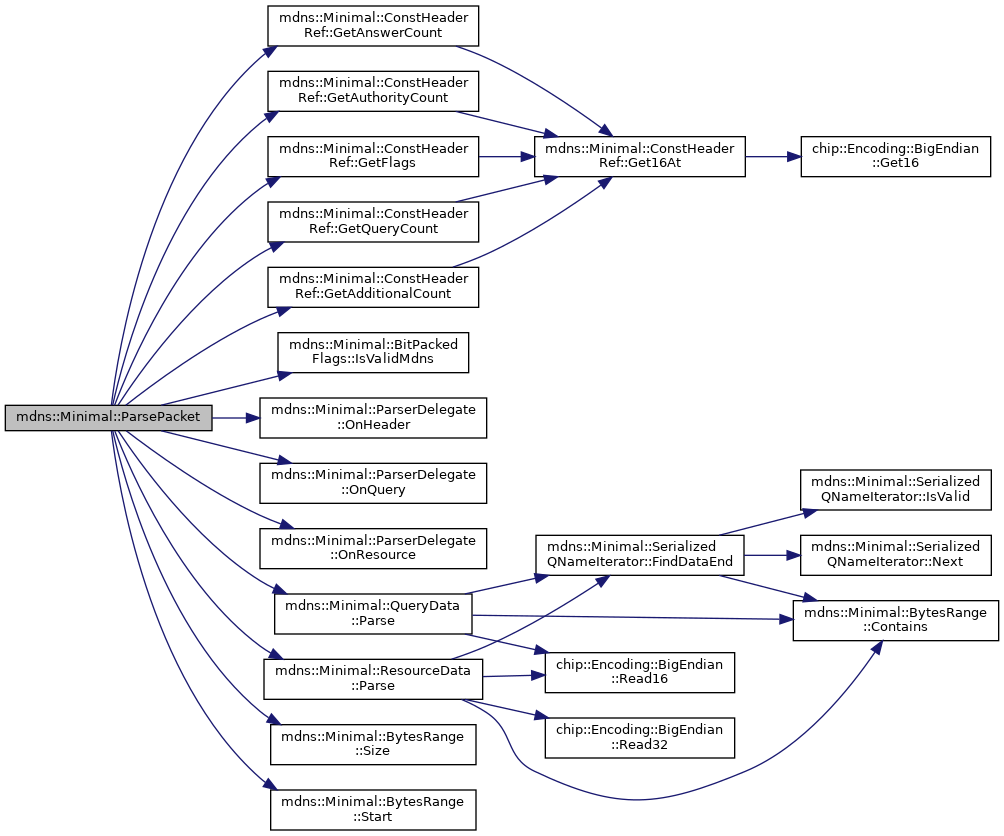 mdns::Minimal::ParsePacket
mdns::Minimal::ConstHeader
Ref::GetAnswerCount
mdns::Minimal::ConstHeader
Ref::GetAuthorityCount
mdns::Minimal::ConstHeader
Ref::GetFlags
mdns::Minimal::ConstHeader
Ref::GetQueryCount
mdns::Minimal::ConstHeader
Ref::GetAdditionalCount
mdns::Minimal::BitPacked
Flags::IsValidMdns
mdns::Minimal::ParserDelegate
::OnHeader
mdns::Minimal::ParserDelegate
::OnQuery
mdns::Minimal::ParserDelegate
::OnResource
mdns::Minimal::QueryData
::Parse
mdns::Minimal::ResourceData
::Parse
mdns::Minimal::BytesRange
::Size
mdns::Minimal::BytesRange
::Start
mdns::Minimal::ConstHeader
Ref::Get16At
mdns::Minimal::Serialized
QNameIterator::FindDataEnd
chip::Encoding::BigEndian
::Read16
chip::Encoding::BigEndian
::Read32
chip::Encoding::BigEndian
::Get16
mdns::Minimal::Serialized
QNameIterator::IsValid
mdns::Minimal::Serialized
QNameIterator::Next
mdns::Minimal::BytesRange
::Contains